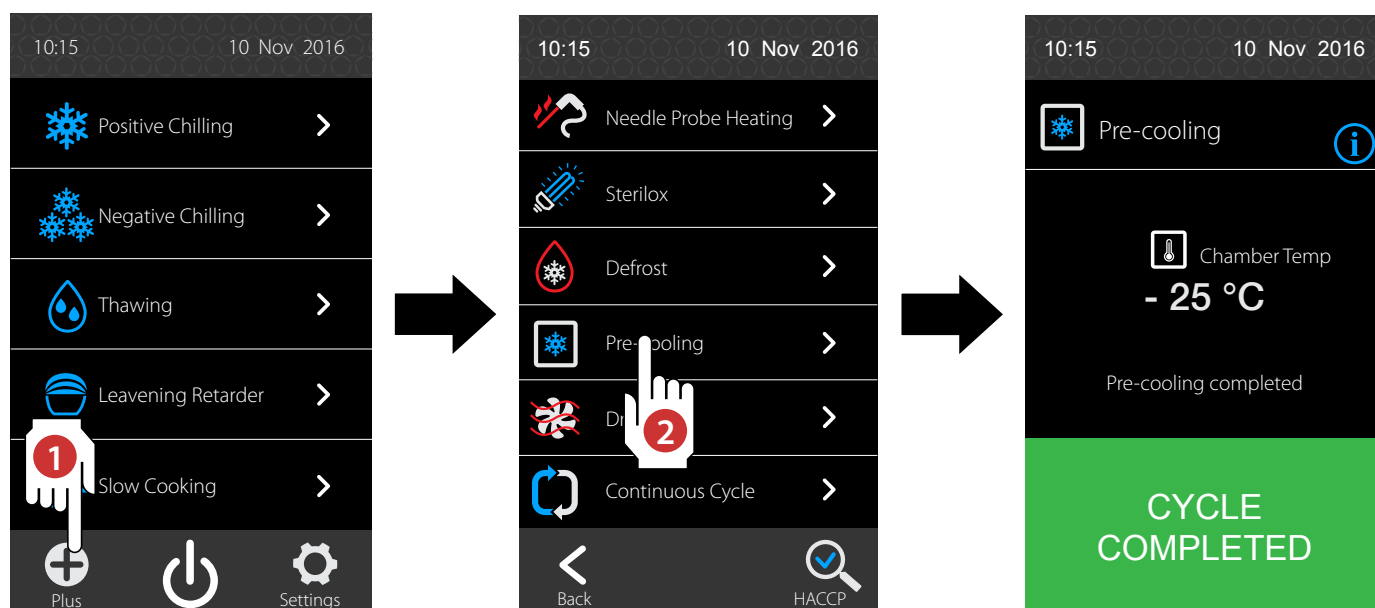 10:15 10 Nov 2016
Positive Chilling
Negative Chilling
Thawing
Leavening Retarder
Slow Cooking
1
Plus
Settings
10:15 10 Nov 2016
Needle Probe Heating
Sterilox
Defrost
Pre-cooling
2
Continuous Cycle
Back
HACCP
10:15 10 Nov 2016
Pre-cooling
i
Chamber Temp
- 25 °C
Pre-cooling completed
CYCLE
COMPLETED